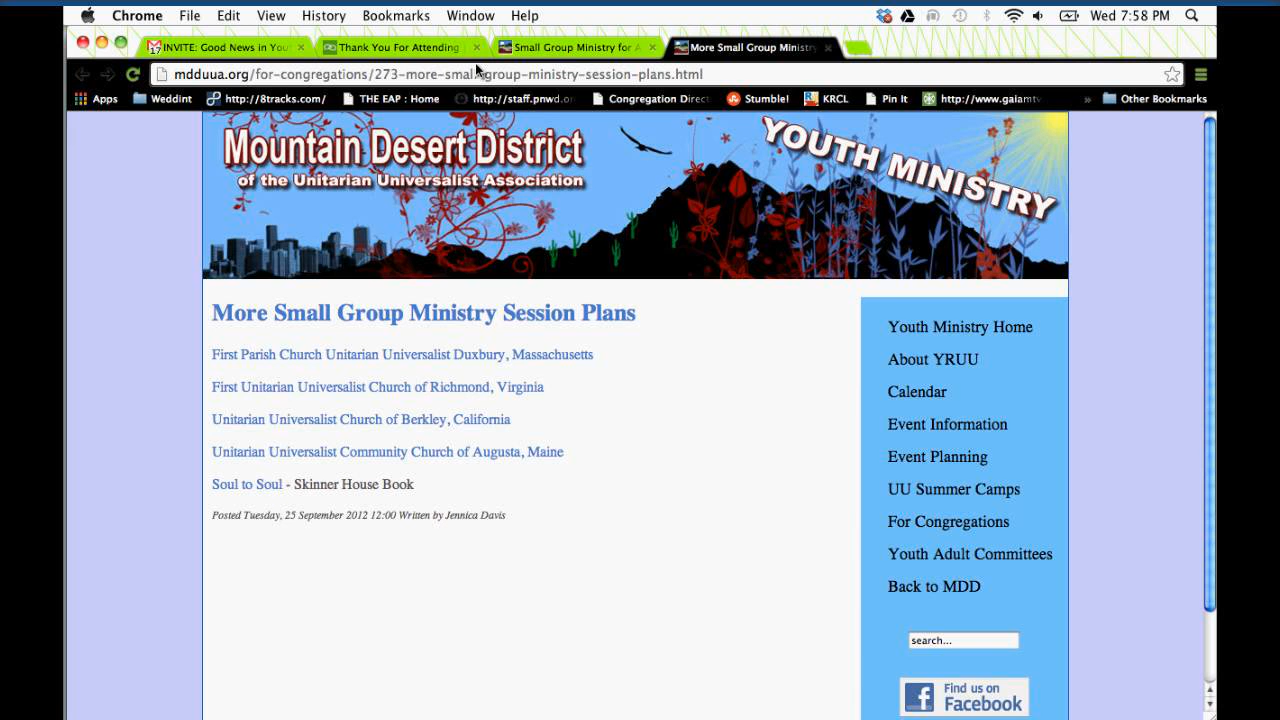 Chrome File Edit View History Bookmarks Window Help Wed 7:58 PM
17 INVITE: Good News in You Thank You For Attending Small Group Ministry for A More Small Group Ministry
mdduua.org/for-congregations/273-more-small-group-ministry-session-plans.html
Apps Weddint http://8tracks.com/ THE EAP : Home http://staff.pnwd.or Congregation Direct Stumble! KRCL Pin It http://www.gaiamtv » Other Bookmarks
Mountain Desert District
of the Unitarian Universalist Association
YOUTH MINISTRY
More Small Group Ministry Session Plans
First Parish Church Unitarian Universalist Duxbury, Massachusetts
First Unitarian Universalist Church of Richmond, Virginia
Unitarian Universalist Church of Berkley, California
Unitarian Universalist Community Church of Augusta, Maine
Soul to Soul - Skinner House Book
Posted Tuesday, 25 September 2012 12:00 Written by Jennica Davis
Youth Ministry Home
About YRUU
Calendar
Event Information
Event Planning
UU Summer Camps
For Congregations
Youth Adult Committees
Back to MDD
search...
Find us on
Facebook